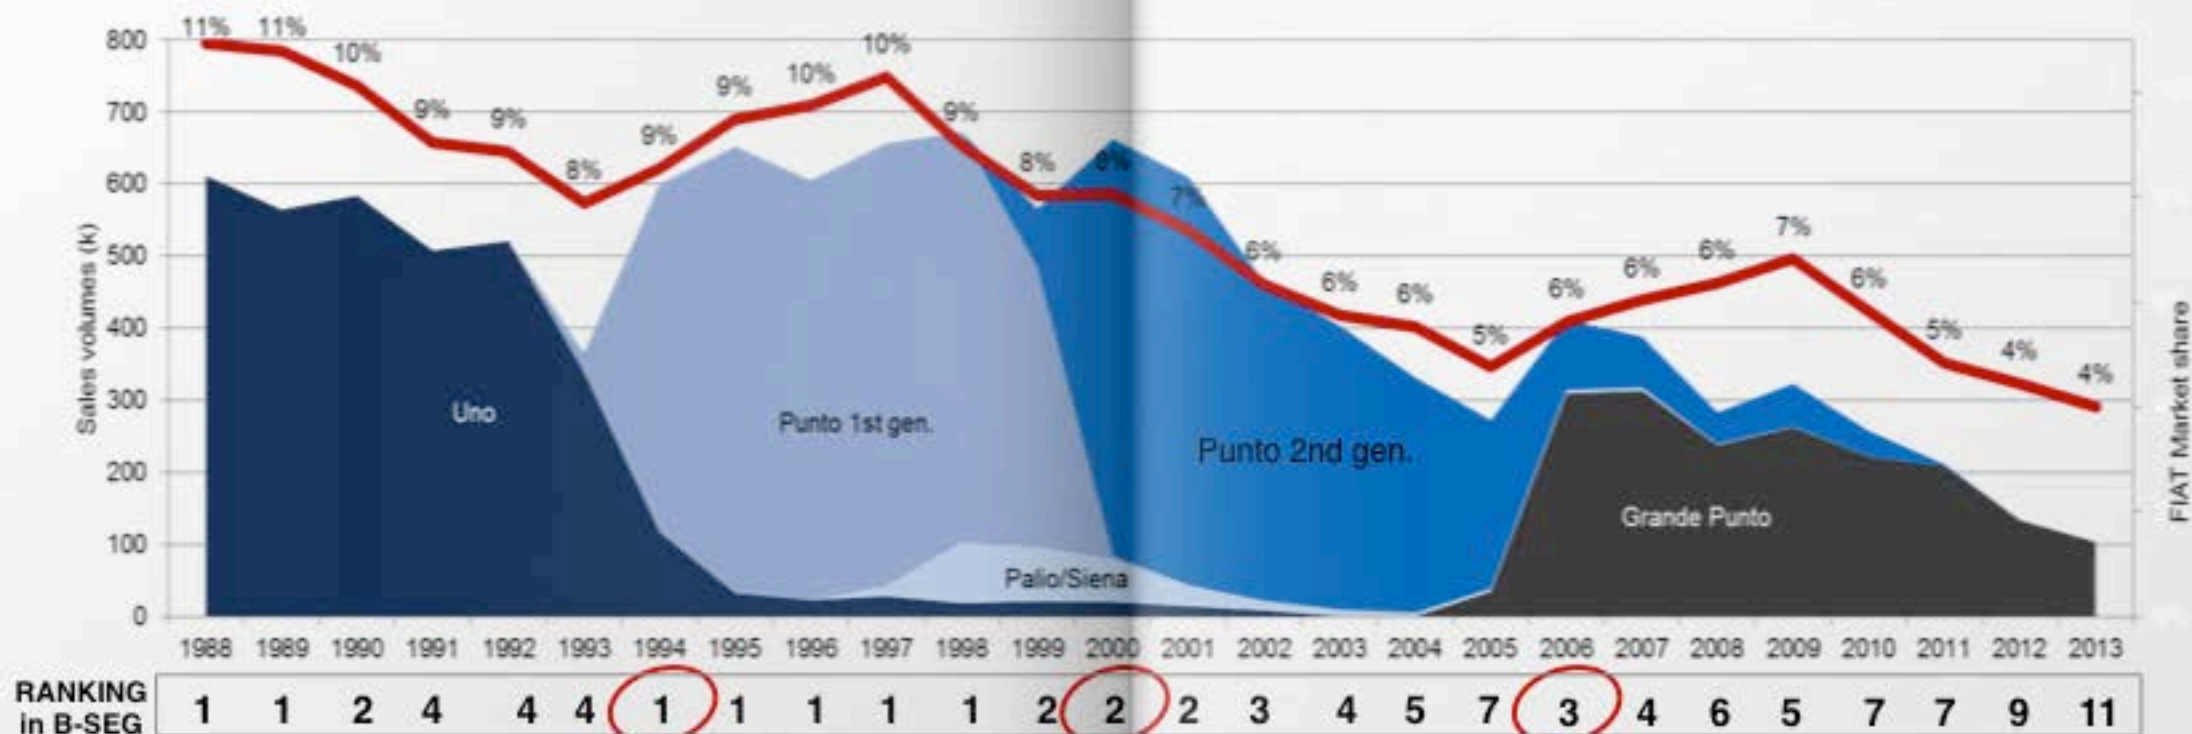 11% 11% 10% 9% 9% 8% 9% 9% 10% 10% 9% 8% 8% 7% 6% 6% 6% 5% 6% 6% 6% 7% 6% 5% 4% 4%
Sales volumes (k)
800
700
600
500
400
300
200
100
0
Uno
Punto 1st gen.
Palio/Siena
Punto 2nd gen.
Grande Punto
FIAT Market share
1988 1989 1990 1991 1992 1993 1994 1995 1996 1997 1998 1999 2000 2001 2002 2003 2004 2005 2006 2007 2008 2009 2010 2011 2012 2013
RANKING
in B-SEG
1 1 2 4 4 4 1 1 1 1 1 2 2 2 3 4 5 7 3 4 6 5 7 7 9 11